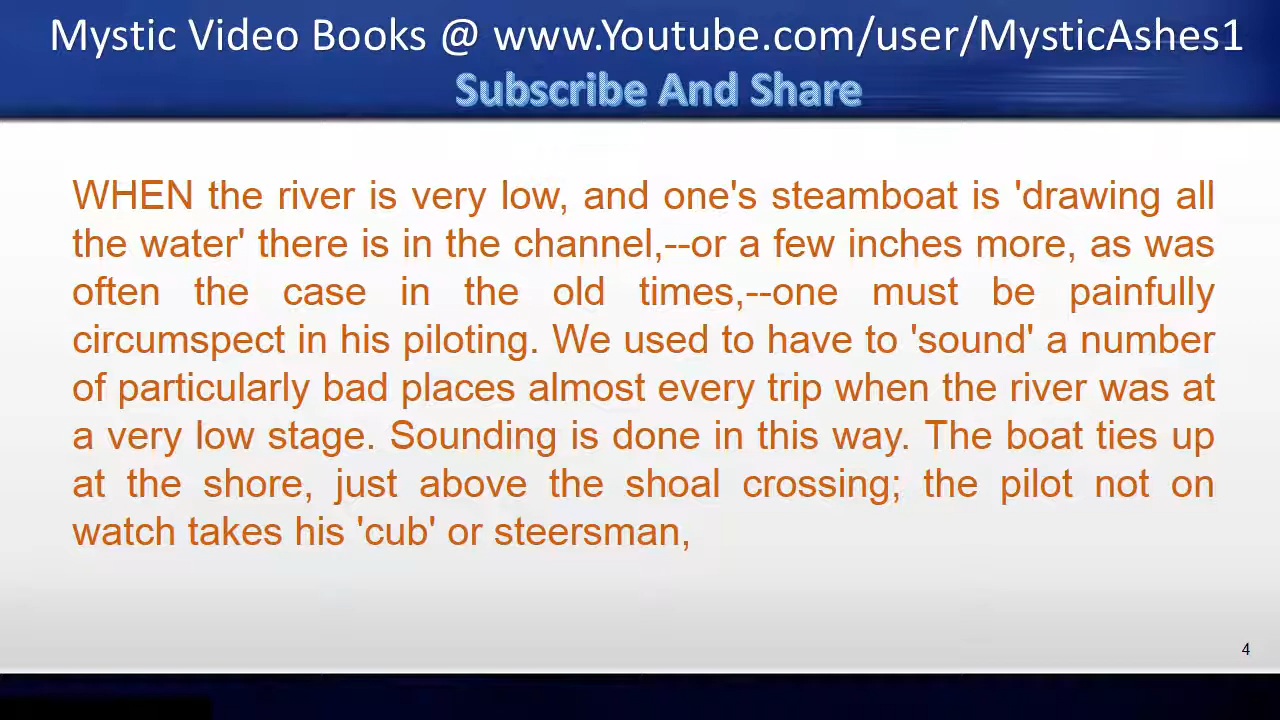 Mystic Video Books @ www.Youtube.com/user/MysticAshes1
Subscribe And Share
WHEN the river is very low, and one's steamboat is 'drawing all
the water' there is in the channel,--or a few inches more, as was
often the case in the old times,--one must be painfully
circumspect in his piloting. We used to have to 'sound' a number
of particularly bad places almost every trip when the river was at
a very low stage. Sounding is done in this way. The boat ties up
at the shore, just above the shoal crossing; the pilot not on
watch takes his 'cub' or steersman,
4